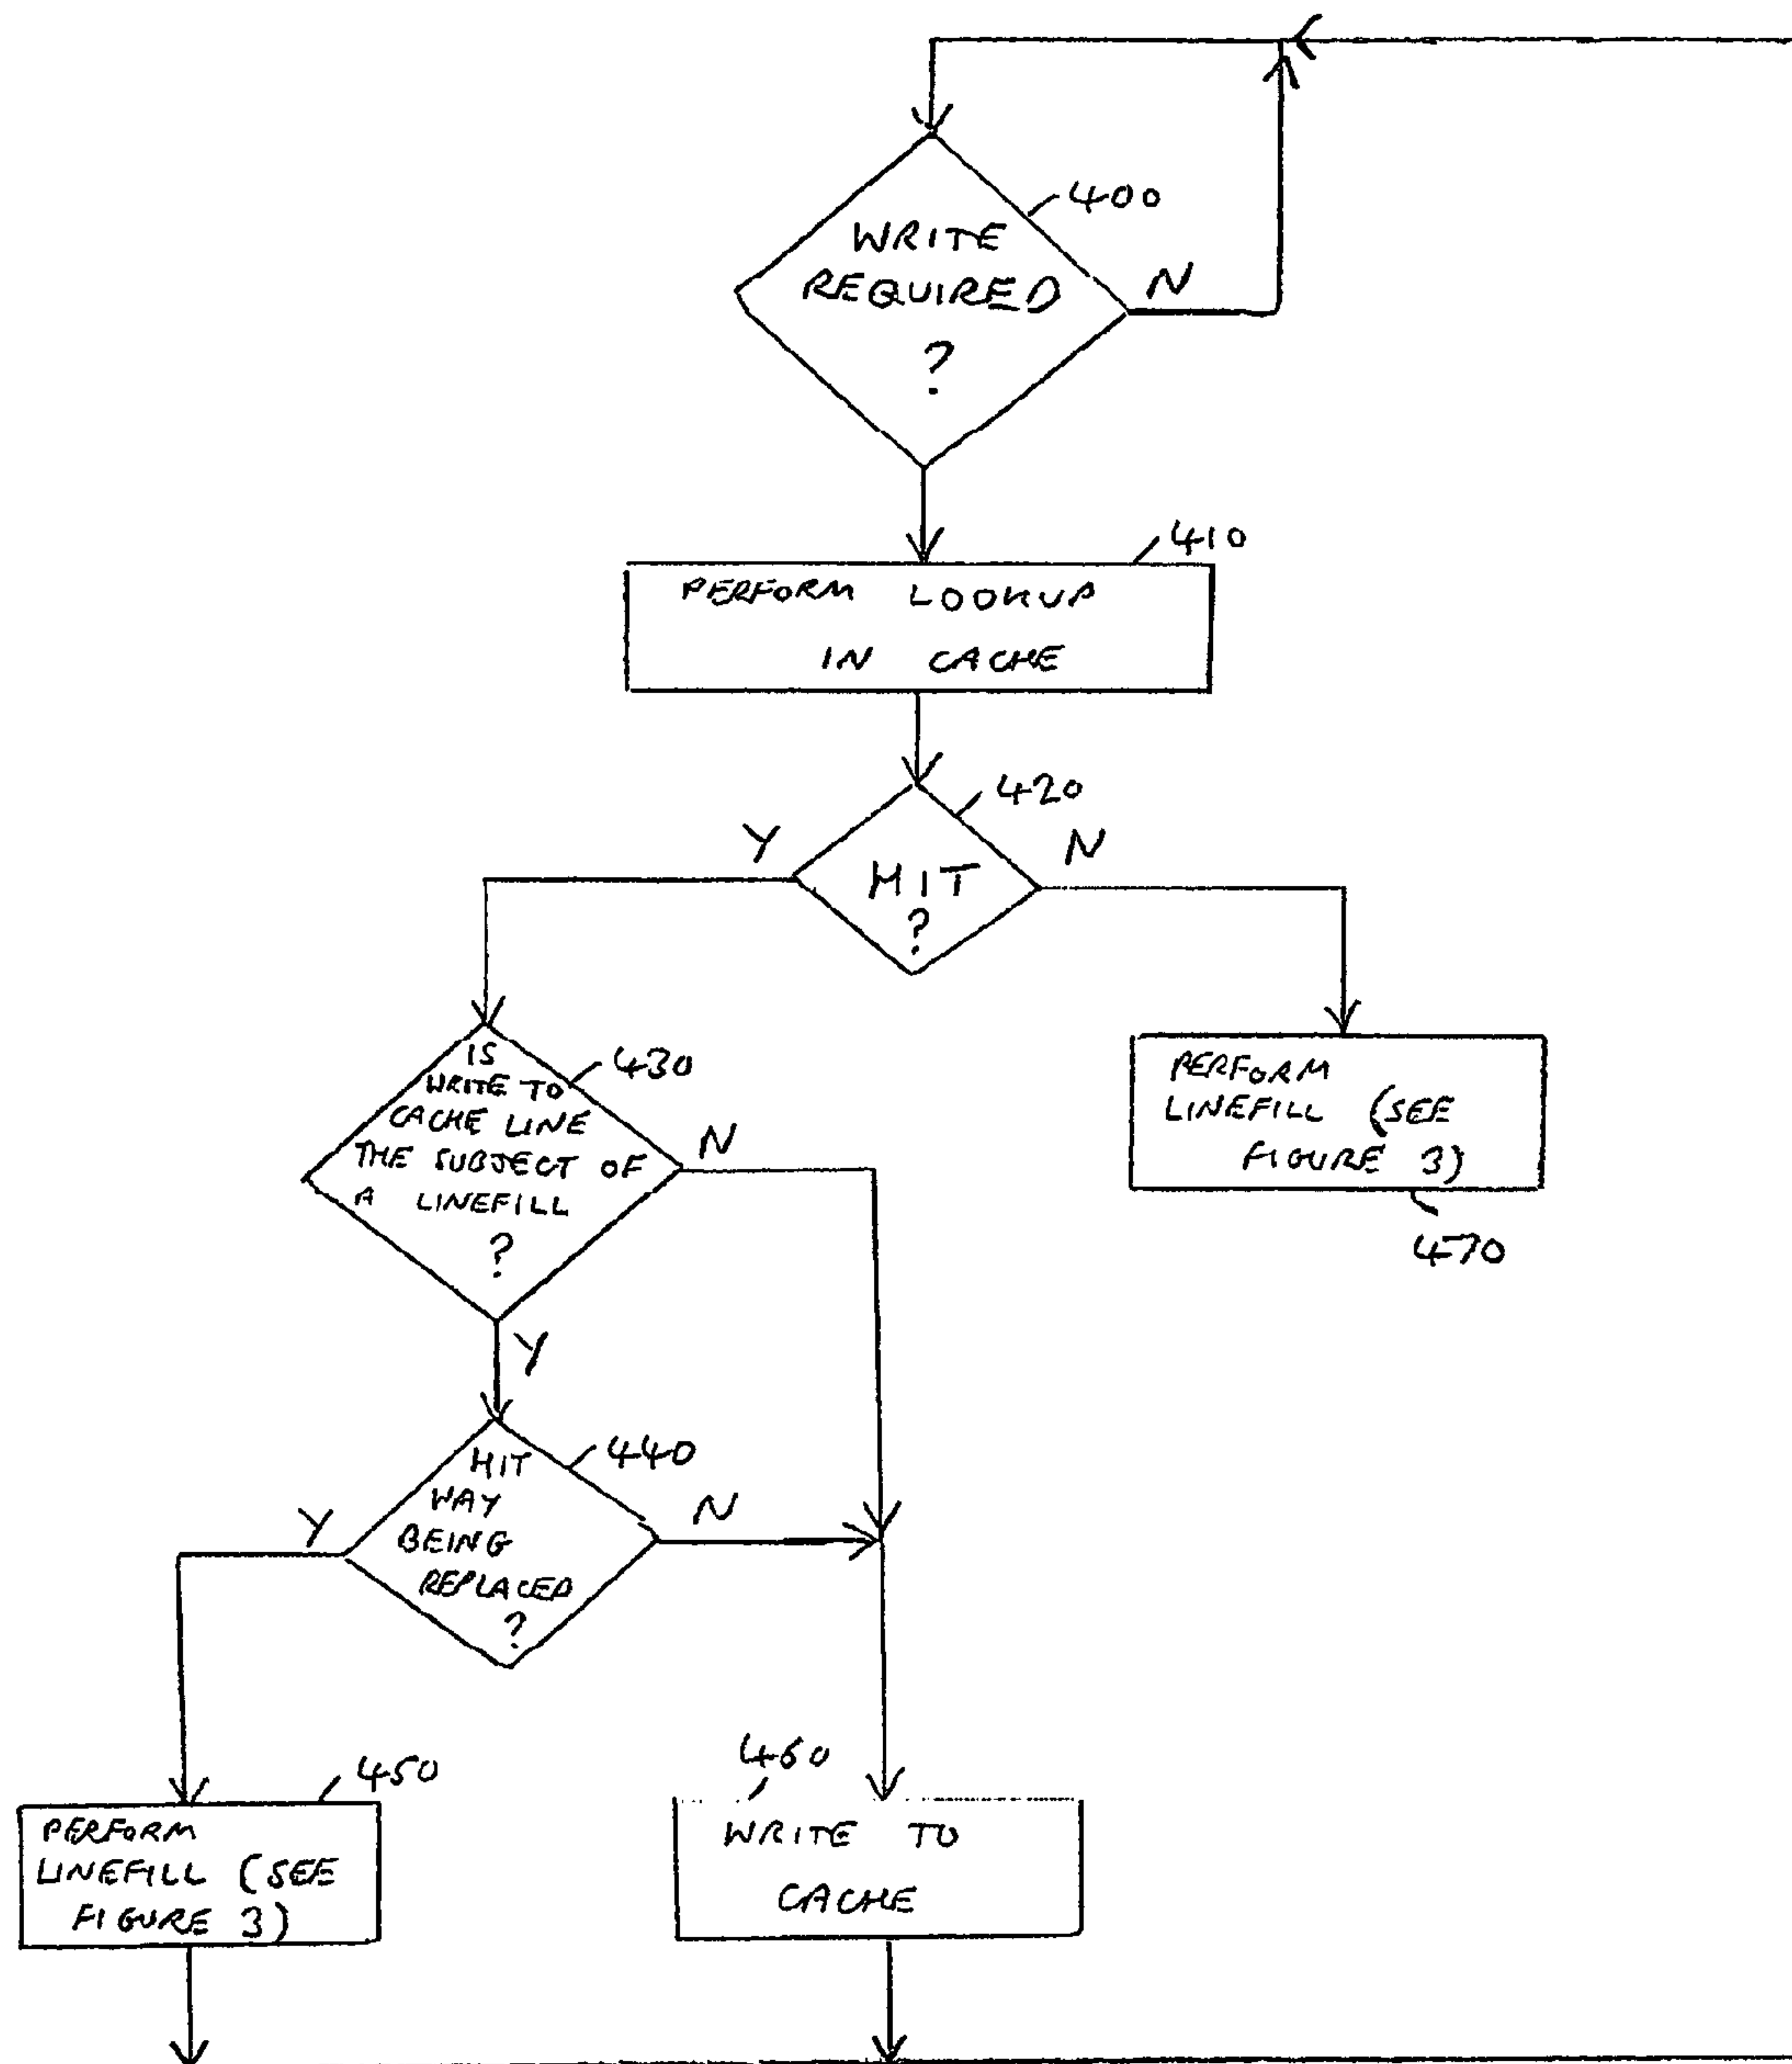 400
WRITE
REQUIRED
?
N
410
PERFORM LOOKUP
IN CACHE
420
Y
N
HIT
?
IS
WRITE TO
CACHE LINE
THE SUBJECT OF
A LINEFILL
?
430
N
Y
PERFORM
LINEFILL (SEE
FIGURE 3)
470
HIT
WAY
BEING
REPLACED
?
440
Y
N
450
PERFORM
LINEFILL (SEE
FIGURE 3)
460
WRITE TO
CACHE